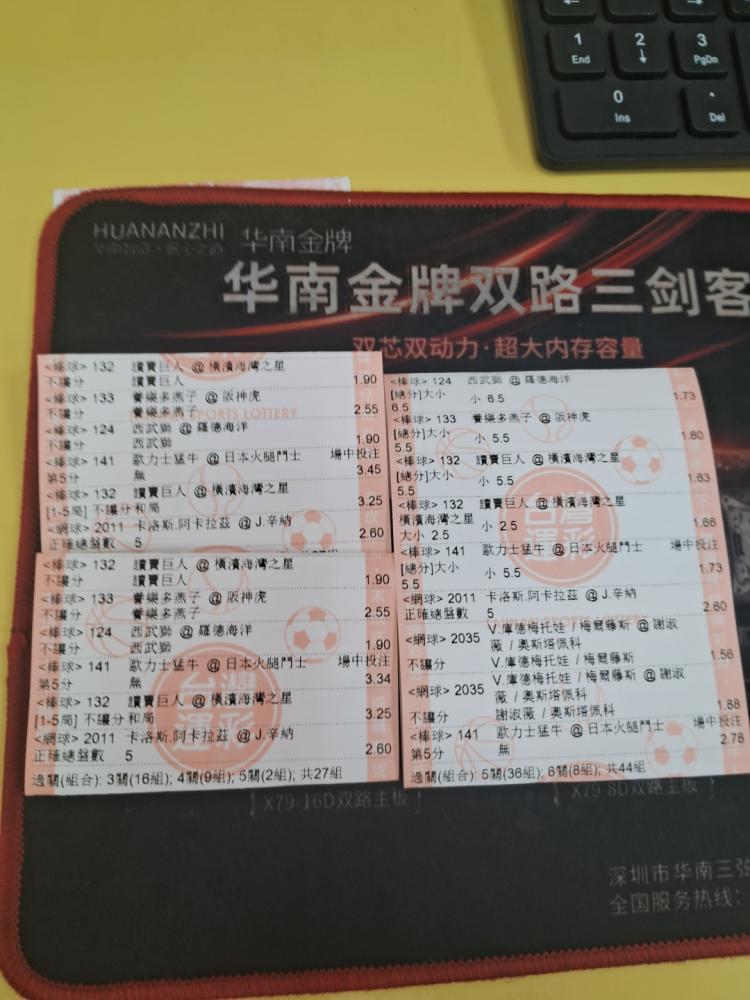 ←
→
1
End
2
↓
3
PgDn
0
Ins
.
Del
HUANANZHI 华南金牌
华南智造·匠心之道
华南金牌双路三剑客
双芯双动力·超大内存容量
<棒球> 132 讀賣巨人 @ 橫濱海灣之星
不讓分 讀賣巨人 1.90
<棒球> 133 養樂多燕子 @ 阪神虎
不讓分 養樂多燕子 2.55
<棒球> 124 西武獅 @ 羅德海洋
不讓分 西武獅 1.90
<棒球> 141 歐力士猛牛 @ 日本火腿鬥士 場中投注
第5分 無 3.45
<棒球> 132 讀賣巨人 @ 橫濱海灣之星
[1-5局] 不讓分 和局 3.25
<網球> 2011 卡洛斯.阿卡拉茲 @ J.辛納
正確總盤數 5 2.60
<棒球> 132 讀賣巨人 @ 橫濱海灣之星
不讓分 讀賣巨人 1.90
<棒球> 133 養樂多燕子 @ 阪神虎
不讓分 養樂多燕子 2.55
<棒球> 124 西武獅 @ 羅德海洋
不讓分 西武獅 1.90
<棒球> 141 歐力士猛牛 @ 日本火腿鬥士 場中投注
第5分 無 3.34
<棒球> 132 讀賣巨人 @ 橫濱海灣之星
[1-5局] 不讓分 和局 3.25
<網球> 2011 卡洛斯.阿卡拉茲 @ J.辛納
正確總盤數 5 2.60
過關(組合): 3關(16組); 4關(9組); 5關(2組); 共27組
<棒球> 124 西武獅 @ 羅德海洋
[總分]大小 小 6.5 1.73
6.5
<棒球> 133 養樂多燕子 @ 阪神虎
[總分]大小 小 5.5 1.60
5.5
<棒球> 132 讀賣巨人 @ 橫濱海灣之星
[總分]大小 小 5.5 1.63
5.5
<棒球> 132 讀賣巨人 @ 橫濱海灣之星
橫濱海灣之星 小 2.5 1.66
大小 2.5
<棒球> 141 歐力士猛牛 @ 日本火腿鬥士 場中投注
[總分]大小 小 5.5 1.73
5.5
<網球> 2011 卡洛斯.阿卡拉茲 @ J.辛納
正確總盤數 5 2.60
<網球> 2035 V.庫德梅托娃 / 梅爾藤斯 @ 謝淑
薇 / 奧斯塔佩科
不讓分 V.庫德梅托娃 / 梅爾藤斯 1.56
<網球> 2035 V.庫德梅托娃 / 梅爾藤斯 @ 謝淑
薇 / 奧斯塔佩科
不讓分 謝淑薇 / 奧斯塔佩科 1.88
<棒球> 141 歐力士猛牛 @ 日本火腿鬥士 場中投注
第5分 無 2.78
過關(組合): 5關(36組); 6關(8組); 共44組
台灣
運彩
台灣
運彩
X79-16D双路主板
X79-8D双路主板
深圳市华南三弦
全国服务热线: